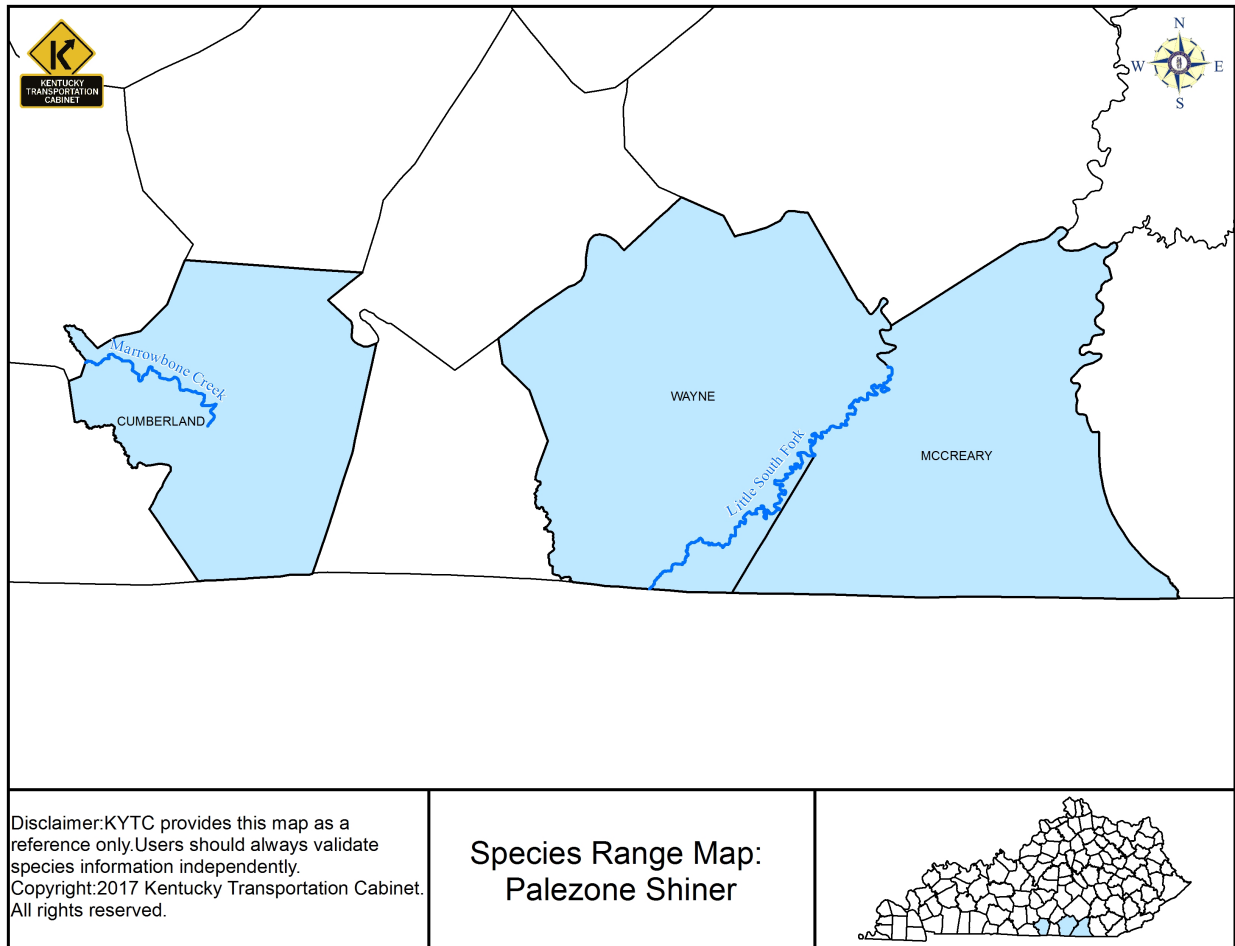 KENTUCKY
TRANSPORTATION
CABINET
N
W E
S
Marrowbone Creek
CUMBERLAND
WAYNE
Little South Fork
MCCREARY
Disclaimer:KYTC provides this map as a
reference only.Users should always validate
species information independently.
Copyright:2017 Kentucky Transportation Cabinet.
All rights reserved.
Species Range Map:
Palezone Shiner